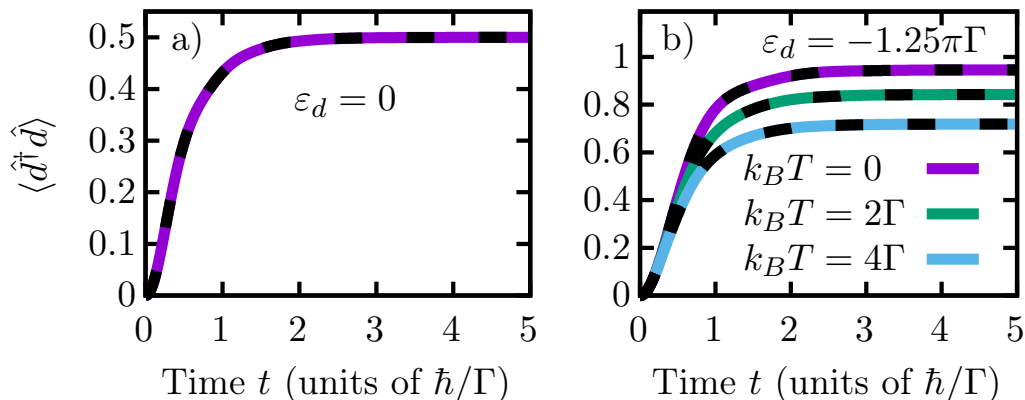 a)
ε_d = 0
⟨d̂†d̂⟩
0.5
0.4
0.3
0.2
0.1
0
0 1 2 3 4 5
Time t (units of ħ/Γ)
b)
ε_d = −1.25πΓ
1
0.8
0.6
0.4
0.2
0
k_BT = 0
k_BT = 2Γ
k_BT = 4Γ
0 1 2 3 4 5
Time t (units of ħ/Γ)